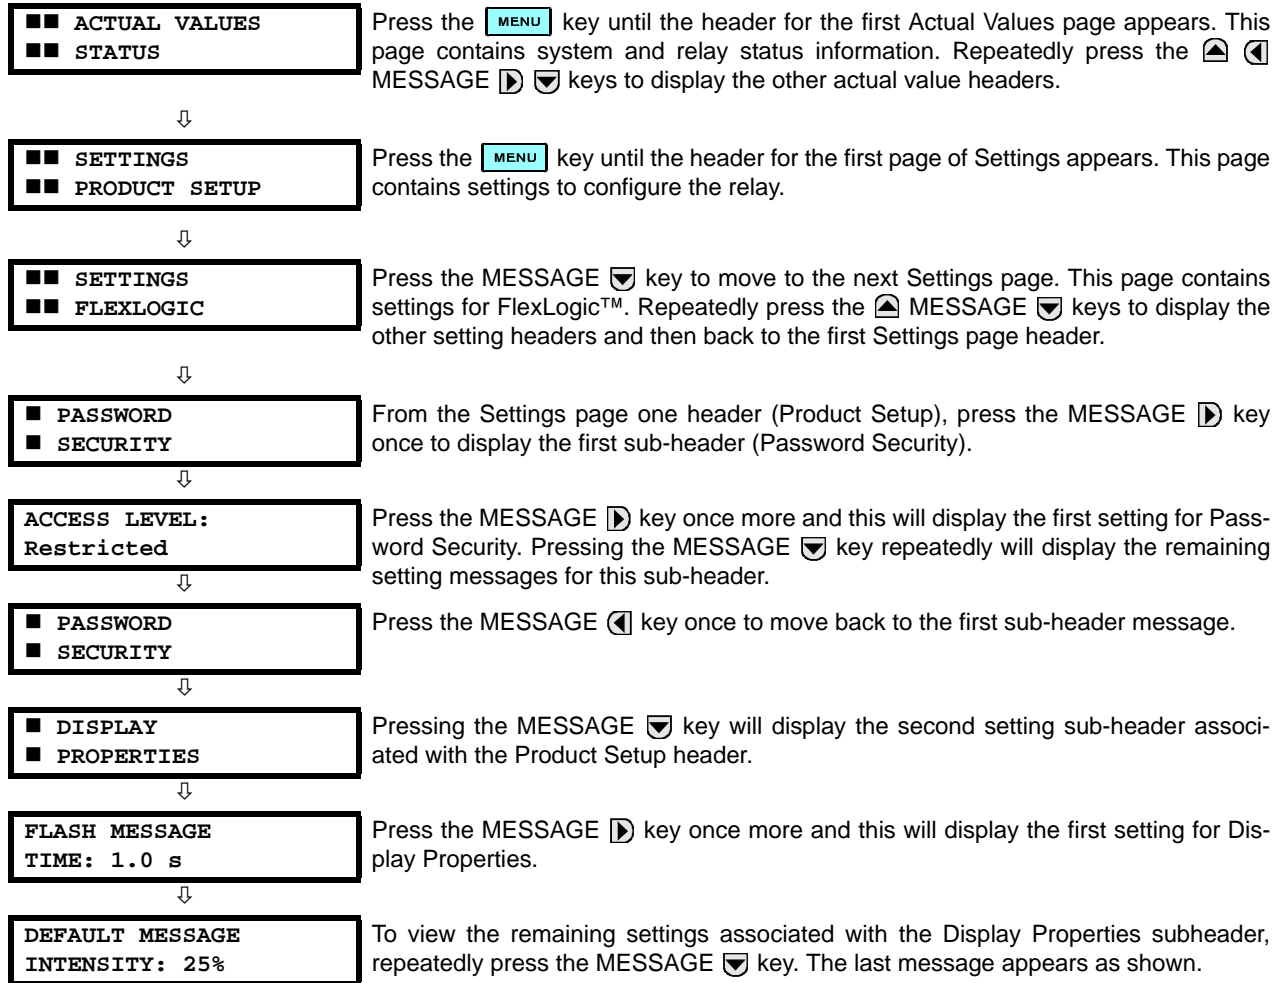 ■■ ACTUAL VALUES
■■ STATUS
Press the MENU key until the header for the first Actual Values page appears. This
page contains system and relay status information. Repeatedly press the
MESSAGE keys to display the other actual value headers.
⇩
■■ SETTINGS
■■ PRODUCT SETUP
Press the MENU key until the header for the first page of Settings appears. This page
contains settings to configure the relay.
⇩
■■ SETTINGS
■■ FLEXLOGIC
Press the MESSAGE key to move to the next Settings page. This page contains
settings for FlexLogic™. Repeatedly press the MESSAGE keys to display the
other setting headers and then back to the first Settings page header.
⇩
■ PASSWORD
■ SECURITY
From the Settings page one header (Product Setup), press the MESSAGE key
once to display the first sub-header (Password Security).
⇩
ACCESS LEVEL:
Restricted
Press the MESSAGE key once more and this will display the first setting for Pass-
word Security. Pressing the MESSAGE key repeatedly will display the remaining
setting messages for this sub-header.
⇩
■ PASSWORD
■ SECURITY
Press the MESSAGE key once to move back to the first sub-header message.
⇩
■ DISPLAY
■ PROPERTIES
Pressing the MESSAGE key will display the second setting sub-header associ-
ated with the Product Setup header.
⇩
FLASH MESSAGE
TIME: 1.0 s
Press the MESSAGE key once more and this will display the first setting for Dis-
play Properties.
⇩
DEFAULT MESSAGE
INTENSITY: 25%
To view the remaining settings associated with the Display Properties subheader,
repeatedly press the MESSAGE key. The last message appears as shown.